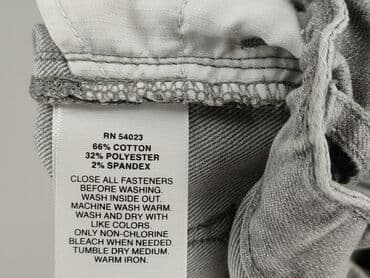 RN 54023
66% COTTON
32% POLYESTER
2% SPANDEX
CLOSE ALL FASTENERS
BEFORE WASHING.
WASH INSIDE OUT.
MACHINE WASH WARM.
WASH AND DRY WITH
LIKE COLORS.
ONLY NON-CHLORINE
BLEACH WHEN NEEDED.
TUMBLE DRY MEDIUM.
WARM IRON.